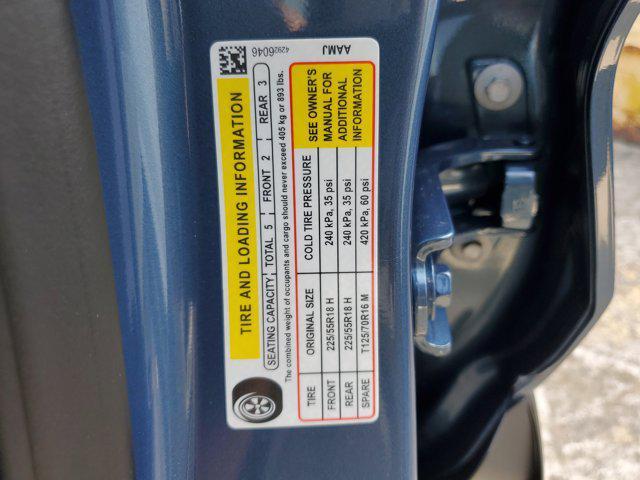 42926046
AAMJ
TIRE AND LOADING INFORMATION
SEATING CAPACITY TOTAL 5 FRONT 2 REAR 3
The combined weight of occupants and cargo should never exceed 405 kg or 893 lbs.
TIRE ORIGINAL SIZE COLD TIRE PRESSURE
FRONT 225/55R18 H 240 kPa, 35 psi
REAR 225/55R18 H 240 kPa, 35 psi
SPARE T125/70R16 M 420 kPa, 60 psi
SEE OWNER'S
MANUAL FOR
ADDITIONAL
INFORMATION